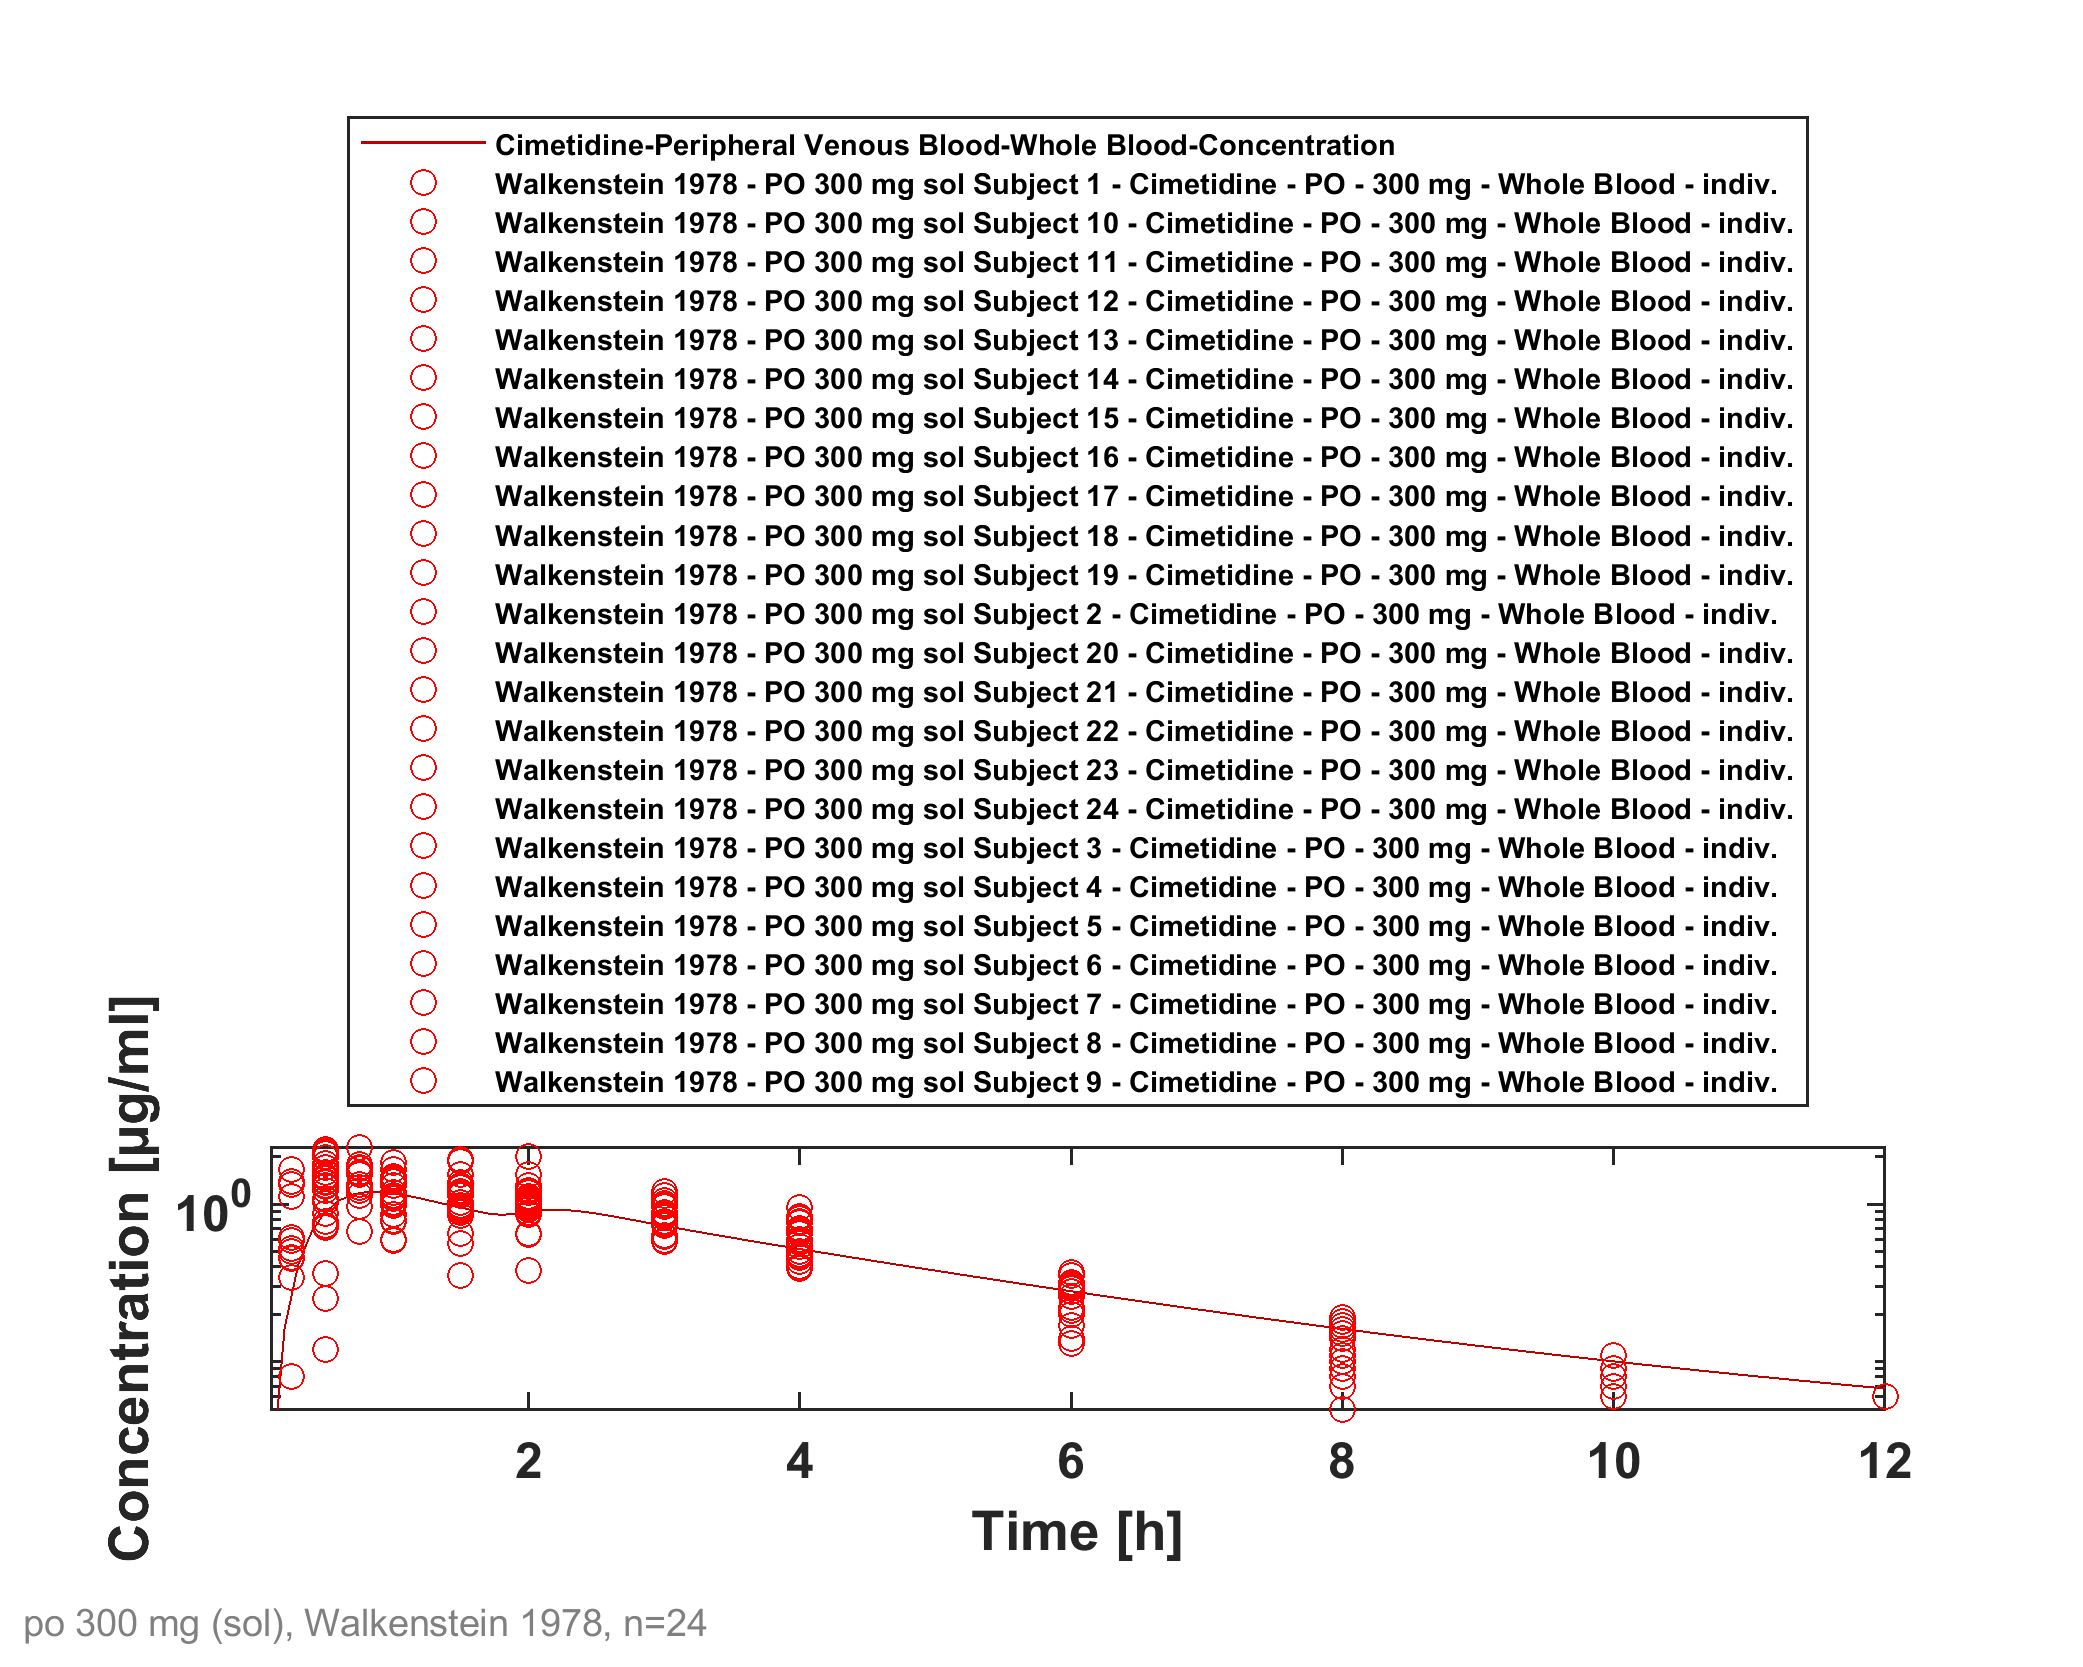 Cimetidine-Peripheral Venous Blood-Whole Blood-Concentration
Walkenstein 1978 - PO 300 mg sol Subject 1 - Cimetidine - PO - 300 mg - Whole Blood - indiv.
Walkenstein 1978 - PO 300 mg sol Subject 10 - Cimetidine - PO - 300 mg - Whole Blood - indiv.
Walkenstein 1978 - PO 300 mg sol Subject 11 - Cimetidine - PO - 300 mg - Whole Blood - indiv.
Walkenstein 1978 - PO 300 mg sol Subject 12 - Cimetidine - PO - 300 mg - Whole Blood - indiv.
Walkenstein 1978 - PO 300 mg sol Subject 13 - Cimetidine - PO - 300 mg - Whole Blood - indiv.
Walkenstein 1978 - PO 300 mg sol Subject 14 - Cimetidine - PO - 300 mg - Whole Blood - indiv.
Walkenstein 1978 - PO 300 mg sol Subject 15 - Cimetidine - PO - 300 mg - Whole Blood - indiv.
Walkenstein 1978 - PO 300 mg sol Subject 16 - Cimetidine - PO - 300 mg - Whole Blood - indiv.
Walkenstein 1978 - PO 300 mg sol Subject 17 - Cimetidine - PO - 300 mg - Whole Blood - indiv.
Walkenstein 1978 - PO 300 mg sol Subject 18 - Cimetidine - PO - 300 mg - Whole Blood - indiv.
Walkenstein 1978 - PO 300 mg sol Subject 19 - Cimetidine - PO - 300 mg - Whole Blood - indiv.
Walkenstein 1978 - PO 300 mg sol Subject 2 - Cimetidine - PO - 300 mg - Whole Blood - indiv.
Walkenstein 1978 - PO 300 mg sol Subject 20 - Cimetidine - PO - 300 mg - Whole Blood - indiv.
Walkenstein 1978 - PO 300 mg sol Subject 21 - Cimetidine - PO - 300 mg - Whole Blood - indiv.
Walkenstein 1978 - PO 300 mg sol Subject 22 - Cimetidine - PO - 300 mg - Whole Blood - indiv.
Walkenstein 1978 - PO 300 mg sol Subject 23 - Cimetidine - PO - 300 mg - Whole Blood - indiv.
Walkenstein 1978 - PO 300 mg sol Subject 24 - Cimetidine - PO - 300 mg - Whole Blood - indiv.
Walkenstein 1978 - PO 300 mg sol Subject 3 - Cimetidine - PO - 300 mg - Whole Blood - indiv.
Walkenstein 1978 - PO 300 mg sol Subject 4 - Cimetidine - PO - 300 mg - Whole Blood - indiv.
Walkenstein 1978 - PO 300 mg sol Subject 5 - Cimetidine - PO - 300 mg - Whole Blood - indiv.
Walkenstein 1978 - PO 300 mg sol Subject 6 - Cimetidine - PO - 300 mg - Whole Blood - indiv.
Walkenstein 1978 - PO 300 mg sol Subject 7 - Cimetidine - PO - 300 mg - Whole Blood - indiv.
Walkenstein 1978 - PO 300 mg sol Subject 8 - Cimetidine - PO - 300 mg - Whole Blood - indiv.
Walkenstein 1978 - PO 300 mg sol Subject 9 - Cimetidine - PO - 300 mg - Whole Blood - indiv.
Concentration [µg/ml]
10⁰
2 4 6 8 10 12
Time [h]
po 300 mg (sol), Walkenstein 1978, n=24